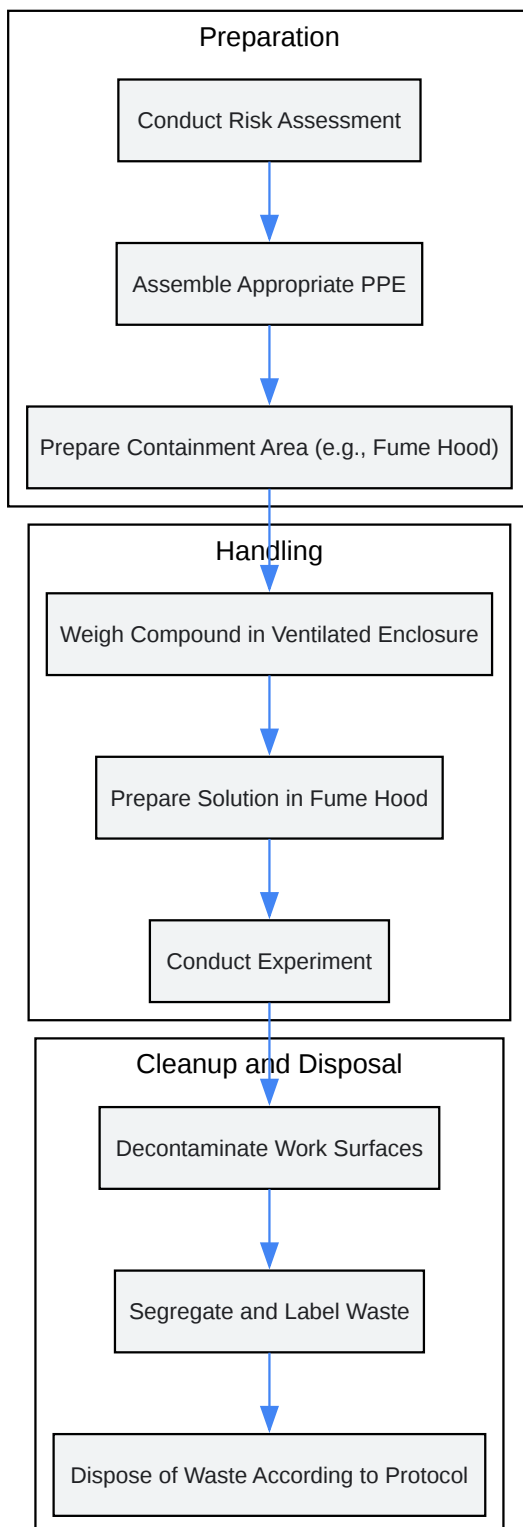 Preparation
Conduct Risk Assessment
Assemble Appropriate PPE
Prepare Containment Area (e.g., Fume Hood)
Handling
Weigh Compound in Ventilated Enclosure
Prepare Solution in Fume Hood
Conduct Experiment
Cleanup and Disposal
Decontaminate Work Surfaces
Segregate and Label Waste
Dispose of Waste According to Protocol